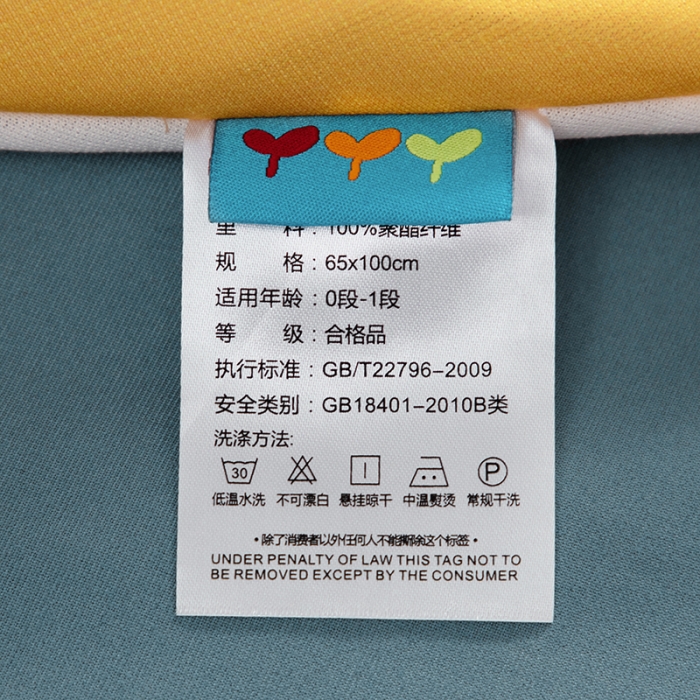 里 料：100%聚酯纤维
规 格：65x100cm
适用年龄：0段-1段
等 级：合格品
执行标准：GB/T22796-2009
安全类别：GB18401-2010B类
洗涤方法:
30 P
低温水洗 不可漂白 悬挂晾干 中温熨烫 常规干洗
•除了消费者以外任何人不能撕除这个标签•
UNDER PENALTY OF LAW THIS TAG NOT TO
BE REMOVED EXCEPT BY THE CONSUMER